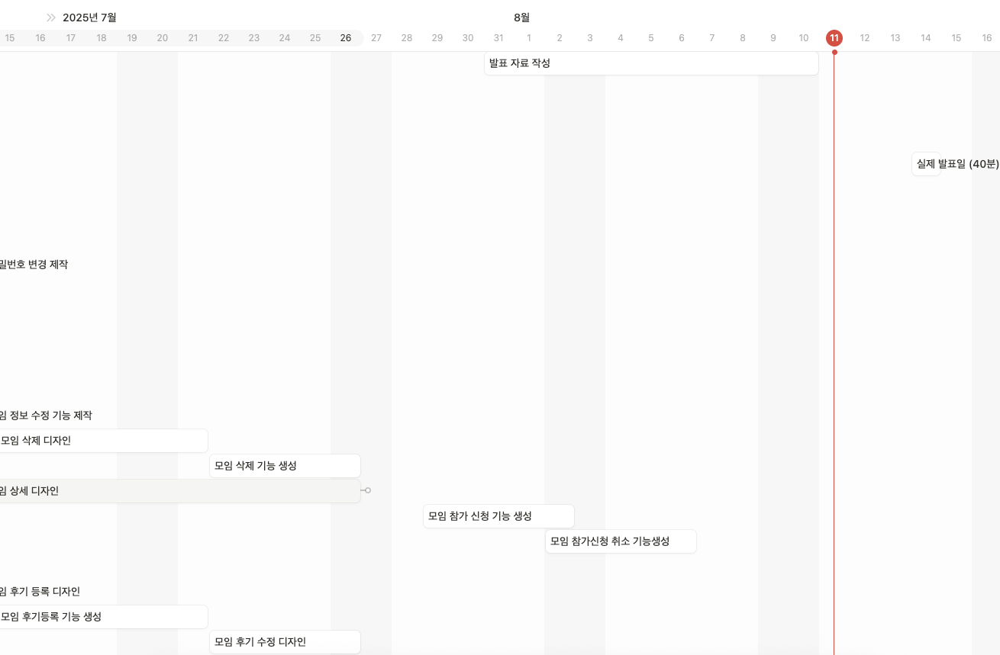 2025년 7월 8월
15 16 17 18 19 20 21 22 23 24 25 26 27 28 29 30 31 1 2 3 4 5 6 7 8 9 10 11 12 13 14 15 16
발표 자료 작성
실제 발표일 (40분)
밀번호 변경 제작
임 정보 수정 기능 제작
모임 삭제 디자인
모임 삭제 기능 생성
임 상세 디자인
모임 참가 신청 기능 생성
모임 참가신청 취소 기능생성
임 후기 등록 디자인
모임 후기등록 기능 생성
모임 후기 수정 디자인